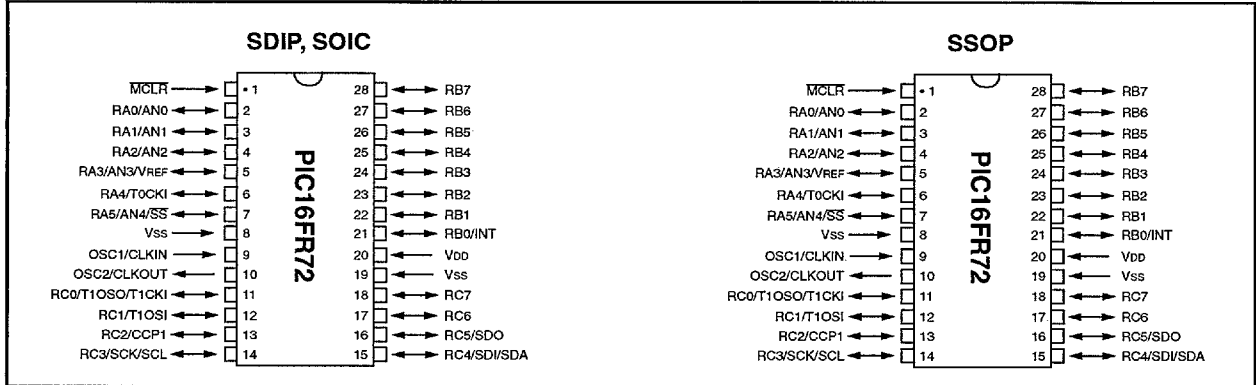 SDIP, SOIC
MCLR • 1 28 RB7
RA0/AN0 2 27 RB6
RA1/AN1 3 26 RB5
RA2/AN2 4 25 RB4
RA3/AN3/VREF 5 24 RB3
RA4/T0CKI 6 23 RB2
RA5/AN4/SS 7 22 RB1
VSS 8 21 RB0/INT
OSC1/CLKIN 9 20 VDD
OSC2/CLKOUT 10 19 VSS
RC0/T1OSO/T1CKI 11 18 RC7
RC1/T1OSI 12 17 RC6
RC2/CCP1 13 16 RC5/SDO
RC3/SCK/SCL 14 15 RC4/SDI/SDA
PIC16FR72
SSOP
MCLR • 1 28 RB7
RA0/AN0 2 27 RB6
RA1/AN1 3 26 RB5
RA2/AN2 4 25 RB4
RA3/AN3/VREF 5 24 RB3
RA4/T0CKI 6 23 RB2
RA5/AN4/SS 7 22 RB1
VSS 8 21 RB0/INT
OSC1/CLKIN 9 20 VDD
OSC2/CLKOUT 10 19 VSS
RC0/T1OSO/T1CKI 11 18 RC7
RC1/T1OSI 12 17 RC6
RC2/CCP1 13 16 RC5/SDO
RC3/SCK/SCL 14 15 RC4/SDI/SDA
PIC16FR72